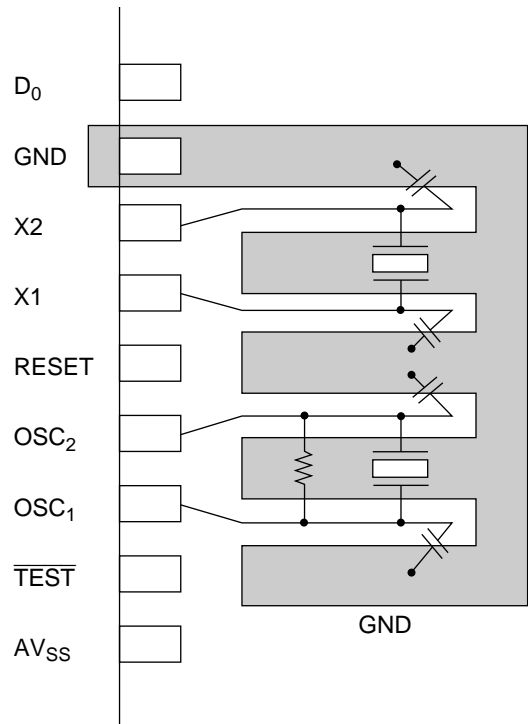 D0
GND
X2
X1
RESET
OSC2
OSC1
TEST
AVSS
GND